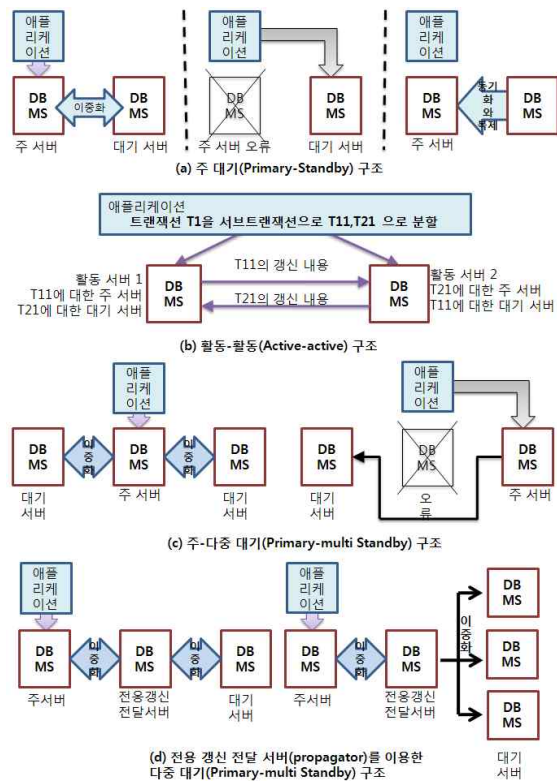 애플
리케이션
애플
리케이션
애플
리케이션
DB
MS
이중화
DB
MS
DB
MS
DB
MS
DB
MS
동기
화
와
복제
DB
MS
주 서버
대기 서버
주 서버 오류
대기 서버
주 서버
(a) 주 대기(Primary-Standby) 구조
애플리케이션
트랜잭션 T1을 서브트랜잭션으로 T11,T21 으로 분할
활동 서버 1
T11에 대한 주 서버
T21에 대한 대기 서버
DB
MS
T11의 갱신 내용
T21의 갱신 내용
DB
MS
활동 서버 2
T21에 대한 주 서버
T11에 대한 대기 서버
(b) 활동-활동(Active-active) 구조
애플
리케이션
애플
리케이션
DB
MS
이중
화
DB
MS
이중
화
DB
MS
DB
MS
DB
MS
DB
MS
대기
서버
주 서버
대기
서버
대기
서버
오
류
주 서버
(c) 주-다중 대기(Primary-multi Standby) 구조
애플
리케이션
애플
리케이션
DB
MS
이중
화
DB
MS
이중
화
DB
MS
DB
MS
이중
화
DB
MS
이중화
DB
MS
DB
MS
DB
MS
주서버
전용갱신
전달서버
대기
서버
주서버
전용갱신
전달서버
대기
서버
(d) 전용 갱신 전달 서버(propagator)를 이용한
다중 대기(Primary-multi Standby) 구조